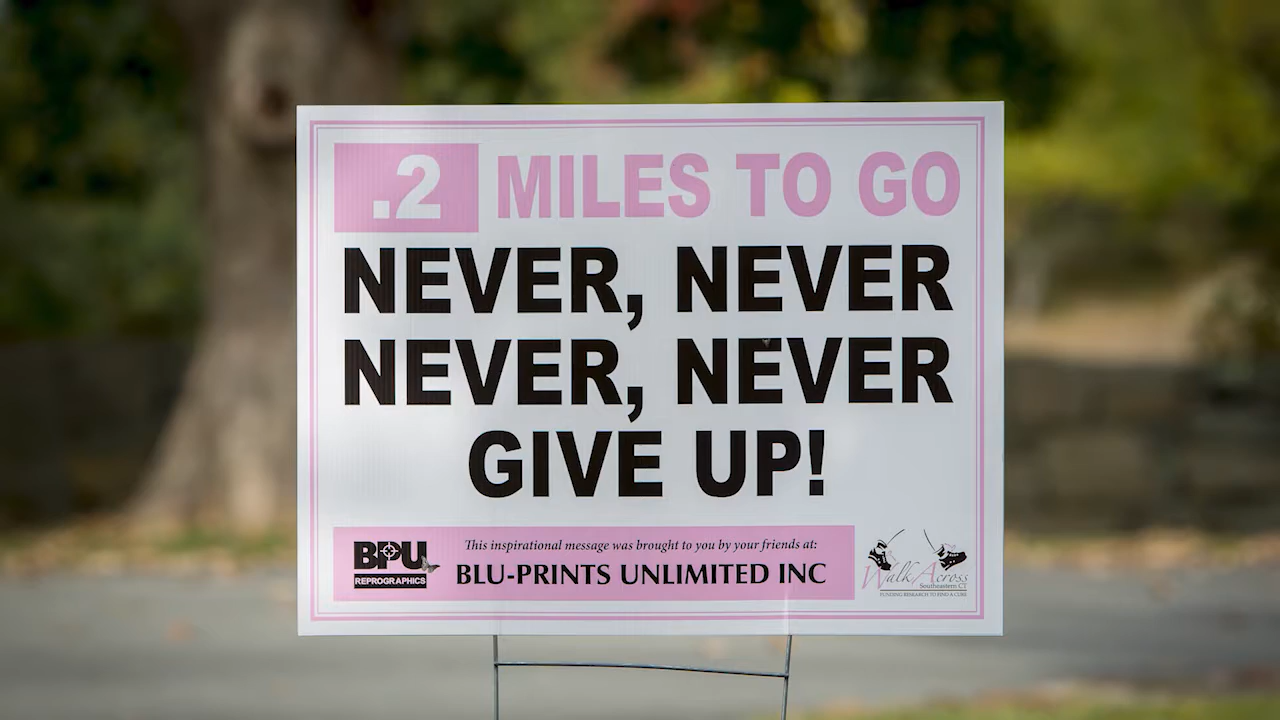 .2 MILES TO GO
NEVER, NEVER
NEVER, NEVER
GIVE UP!
BPU
REPROGRAPHICS
This inspirational message was brought to you by your friends at:
BLU-PRINTS UNLIMITED INC
Walk Across
Southeastern CT
FUNDING RESEARCH TO FIND A CURE